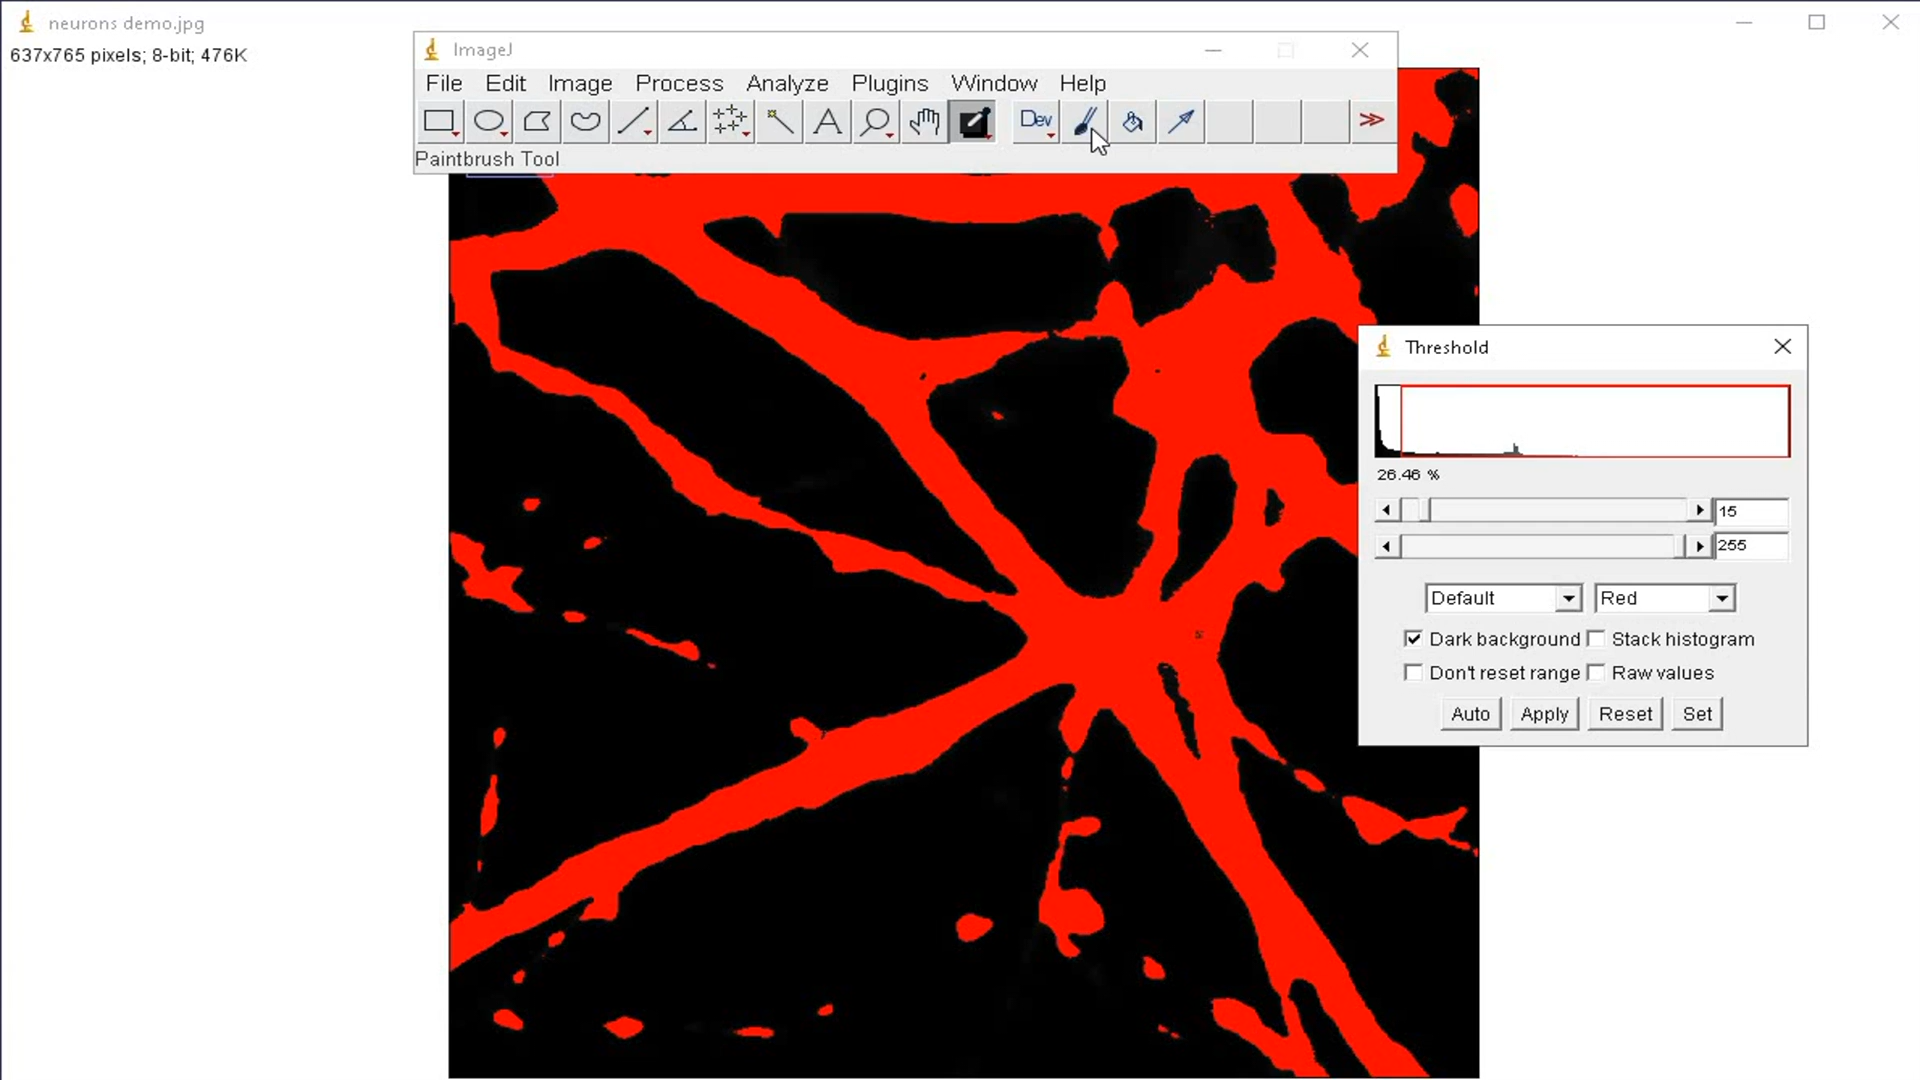 neurons demo.jpg
637x765 pixels; 8-bit; 476K
ImageJ
File Edit Image Process Analyze Plugins Window Help
Dev
Paintbrush Tool
Threshold
26.46 %
15
255
Default Red
Dark background Stack histogram
Don't reset range Raw values
Auto Apply Reset Set